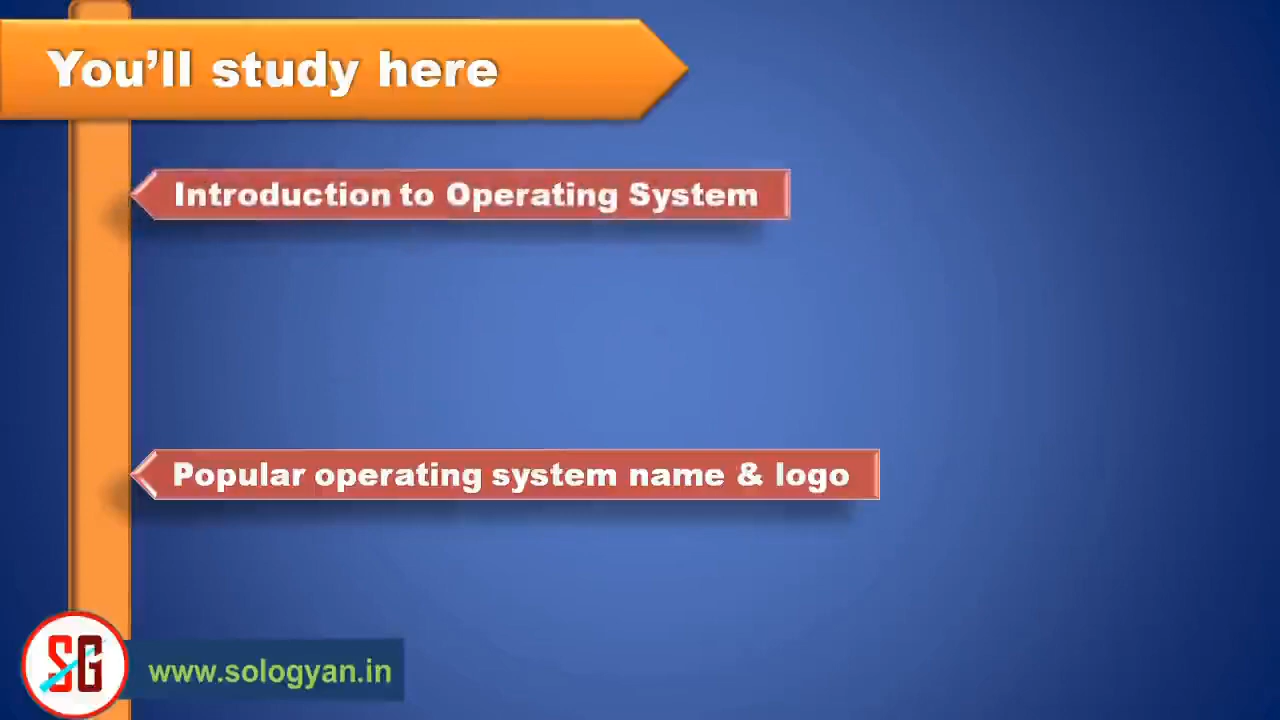 You’ll study here
Introduction to Operating System
Popular operating system name & logo
SG
www.sologyan.in